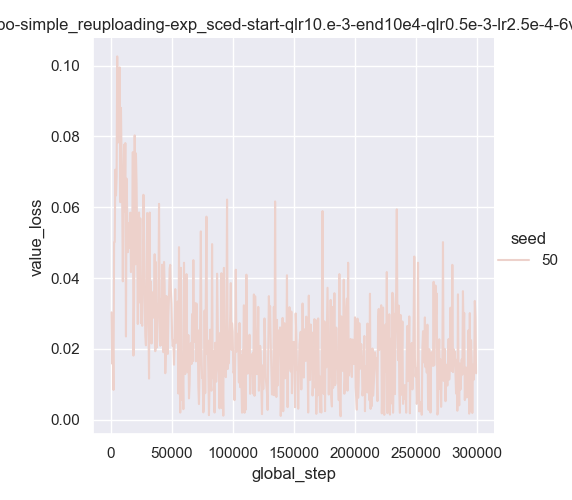 oo-simple_reuploading-exp_sced-start-qlr10.e-3-end10e4-qlr0.5e-3-lr2.5e-4-6v
0.10
0.08
0.06
0.04
0.02
0.00
value_loss
0 50000 100000 150000 200000 250000 300000
global_step
seed
50